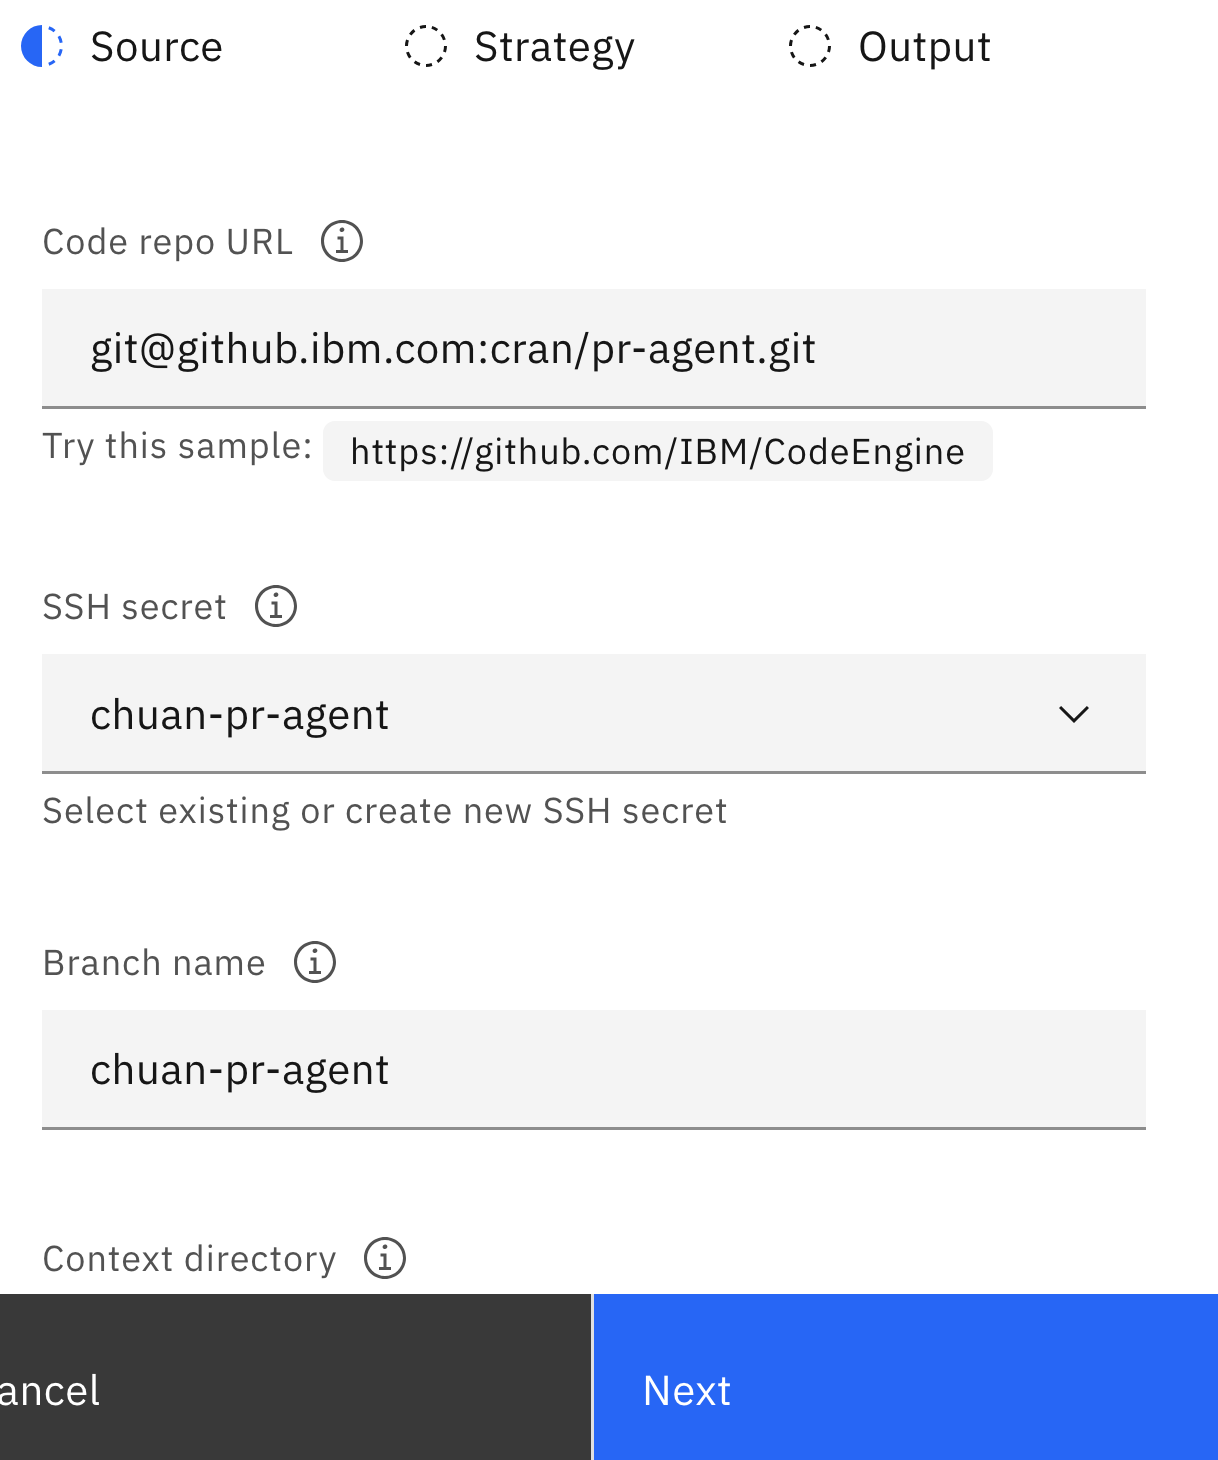 Source Strategy Output
Code repo URL
git@github.ibm.com:cran/pr-agent.git
Try this sample: https://github.com/IBM/CodeEngine
SSH secret
chuan-pr-agent
Select existing or create new SSH secret
Branch name
chuan-pr-agent
Context directory
ancel Next